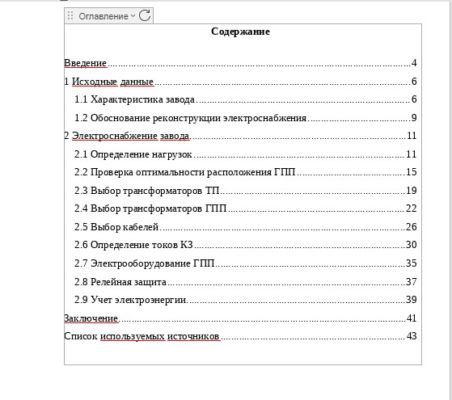 Оглавление
Содержание
Введение 4
1 Исходные данные 6
1.1 Характеристика завода 6
1.2 Обоснование реконструкции электроснабжения 9
2 Электроснабжение завода 11
2.1 Определение нагрузок 11
2.2 Проверка оптимальности расположения ГПП 15
2.3 Выбор трансформаторов ТП 19
2.4 Выбор трансформаторов ГПП 22
2.5 Выбор кабелей 26
2.6 Определение токов КЗ 30
2.7 Электрооборудование ГПП 35
2.8 Релейная защита 37
2.9 Учет электроэнергии 39
Заключение 41
Список используемых источников 43